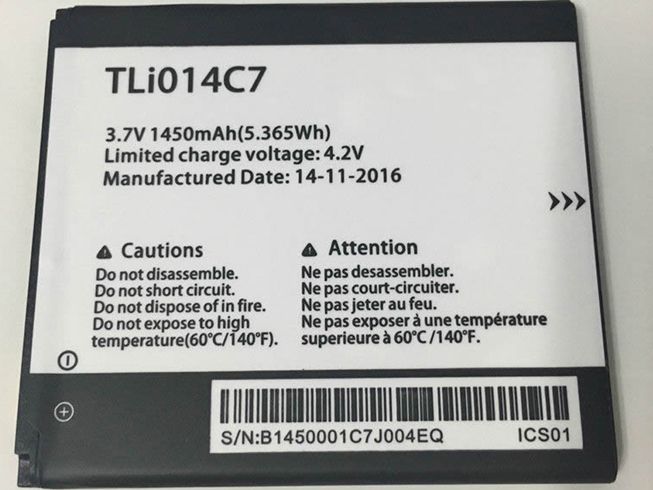 TLi014C7
3.7V 1450mAh(5.365Wh)
Limited charge voltage: 4.2V
Manufactured Date: 14-11-2016
Cautions
Do not disassemble.
Do not short circuit.
Do not dispose of in fire.
Do not expose to high
temperature(60°C/140°F).
Attention
Ne pas desassembler.
Ne pas court-circuiter.
Ne pas jeter au feu.
Ne pas exposer à une température
superieure à 60°C /140°F.
S/N:B1450001C7J004EQ ICS01